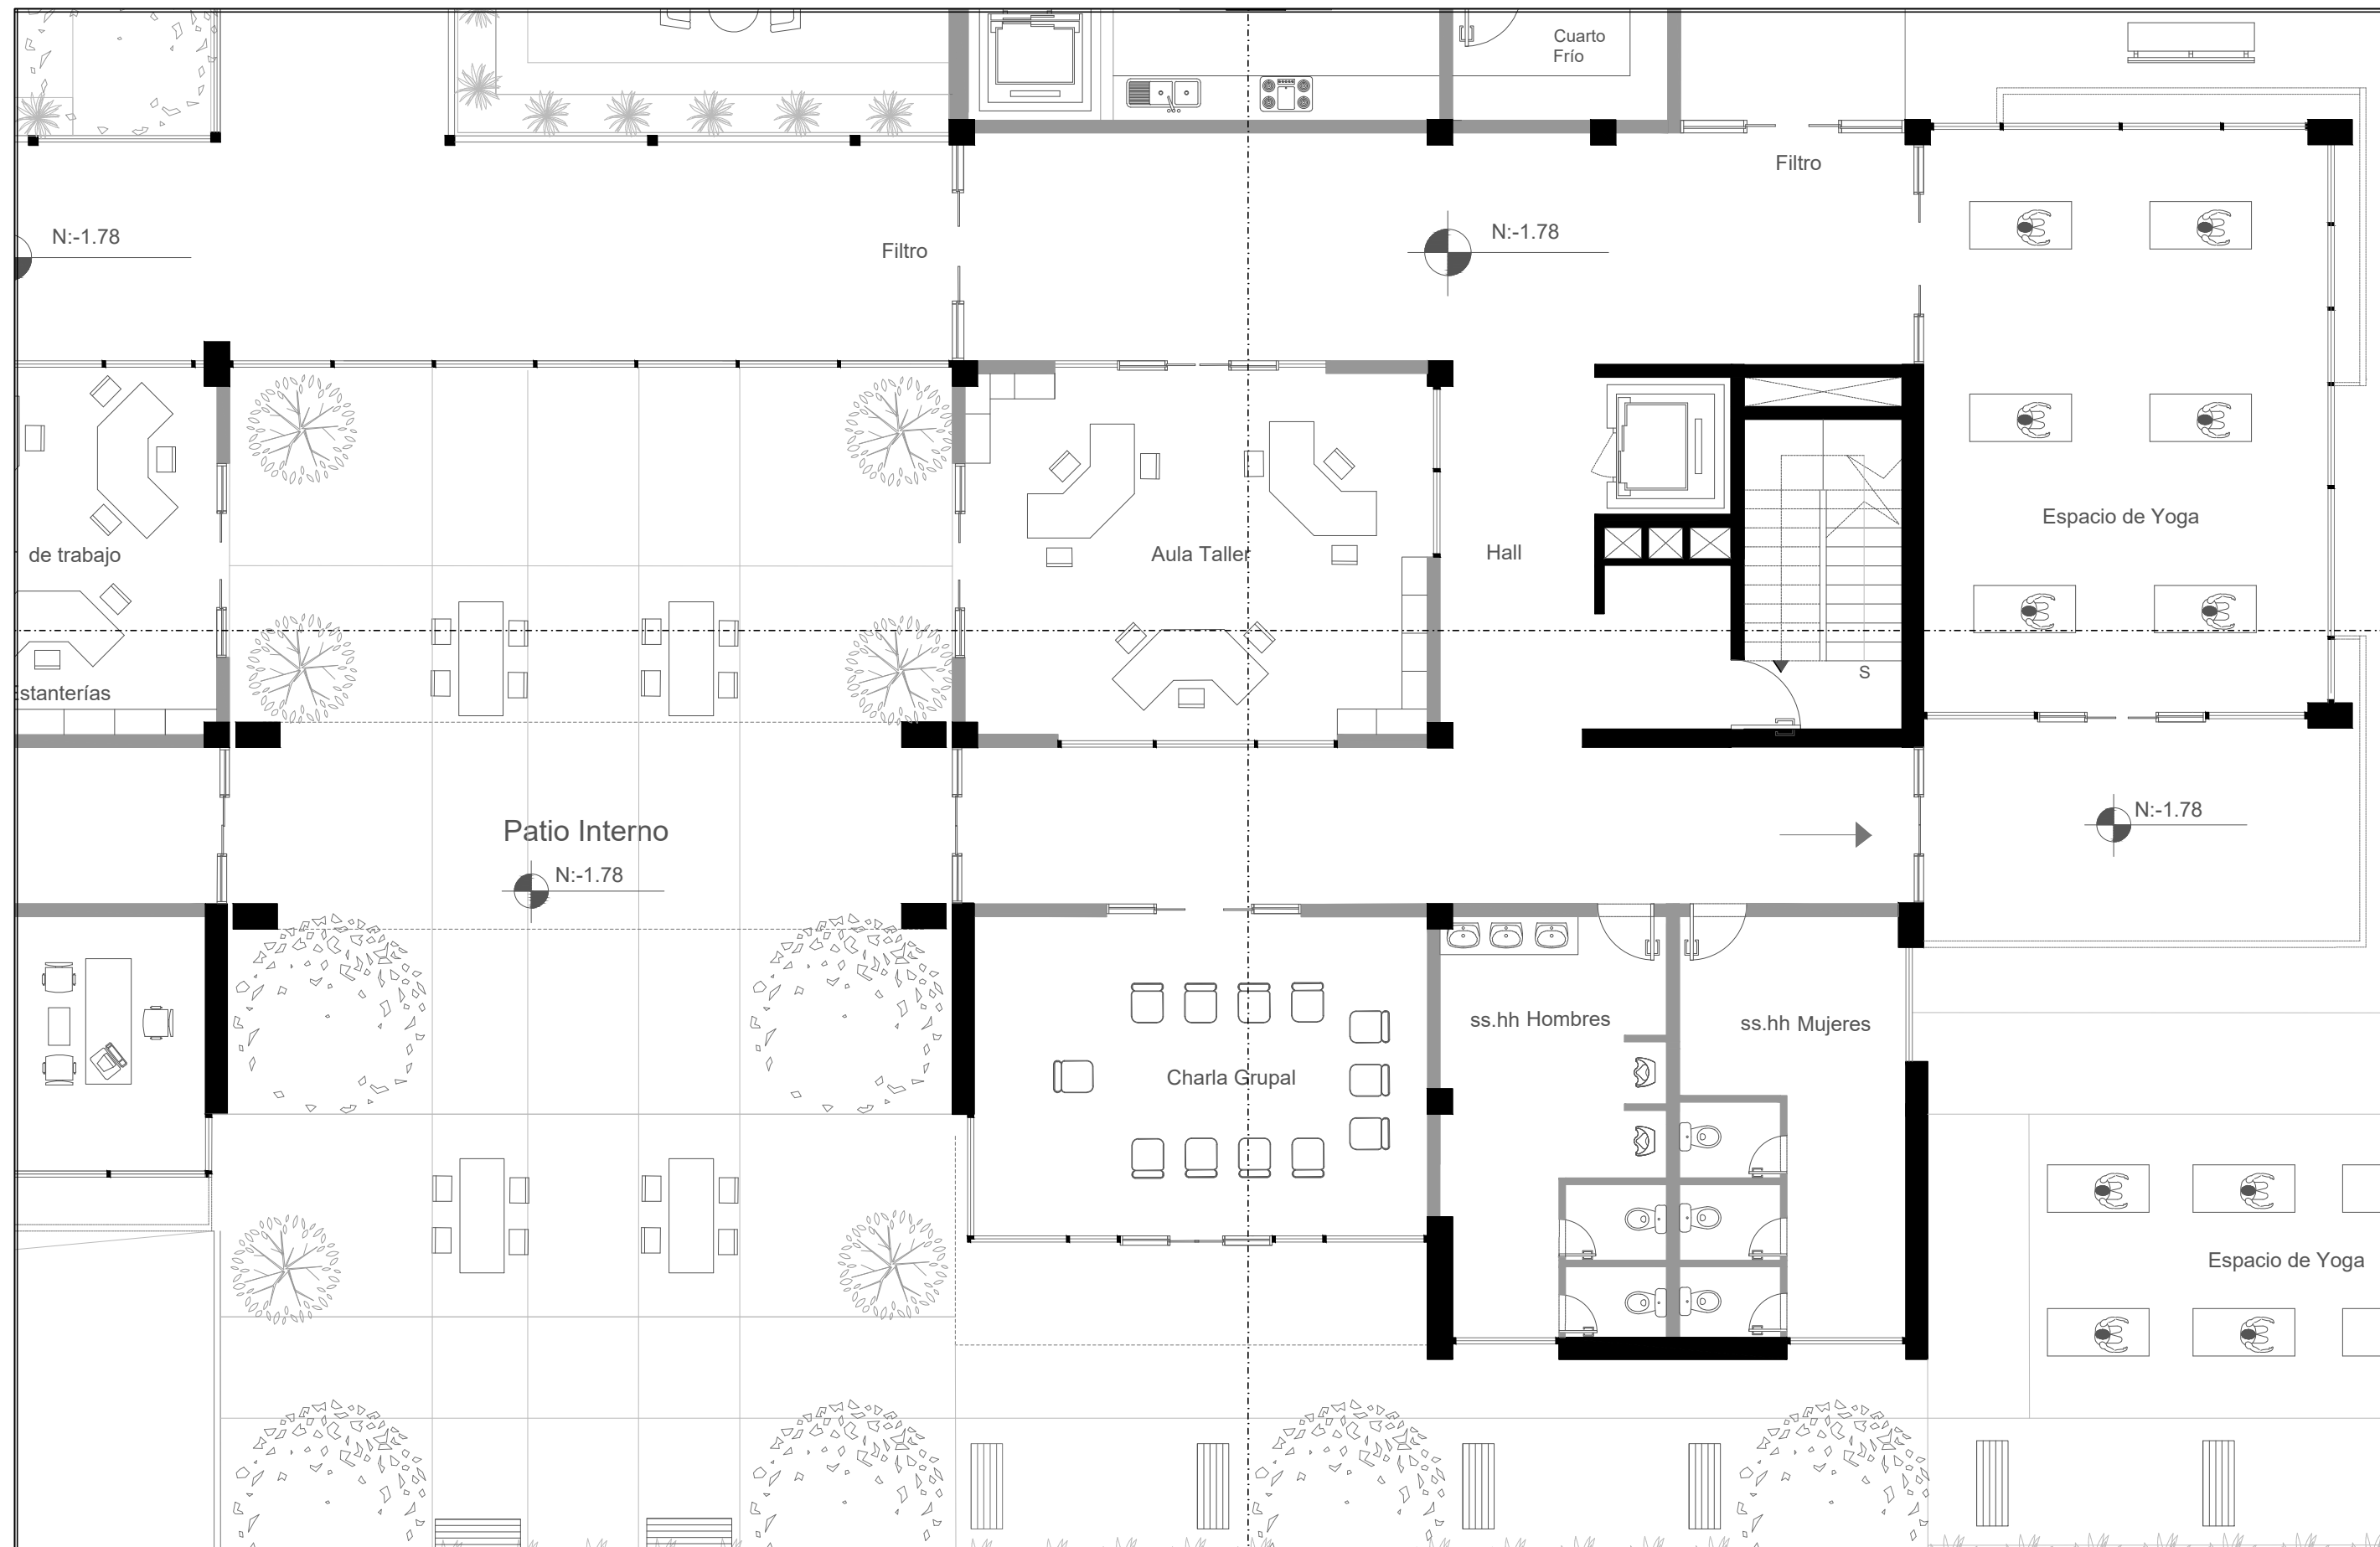 Cuarto
Frío
Filtro
N:-1.78
Filtro
N:-1.78
Espacio de Yoga
de trabajo
Aula Taller
Hall
stanterías
S
Patio Interno
N:-1.78
N:-1.78
ss.hh Hombres
ss.hh Mujeres
Charla Grupal
Espacio de Yoga